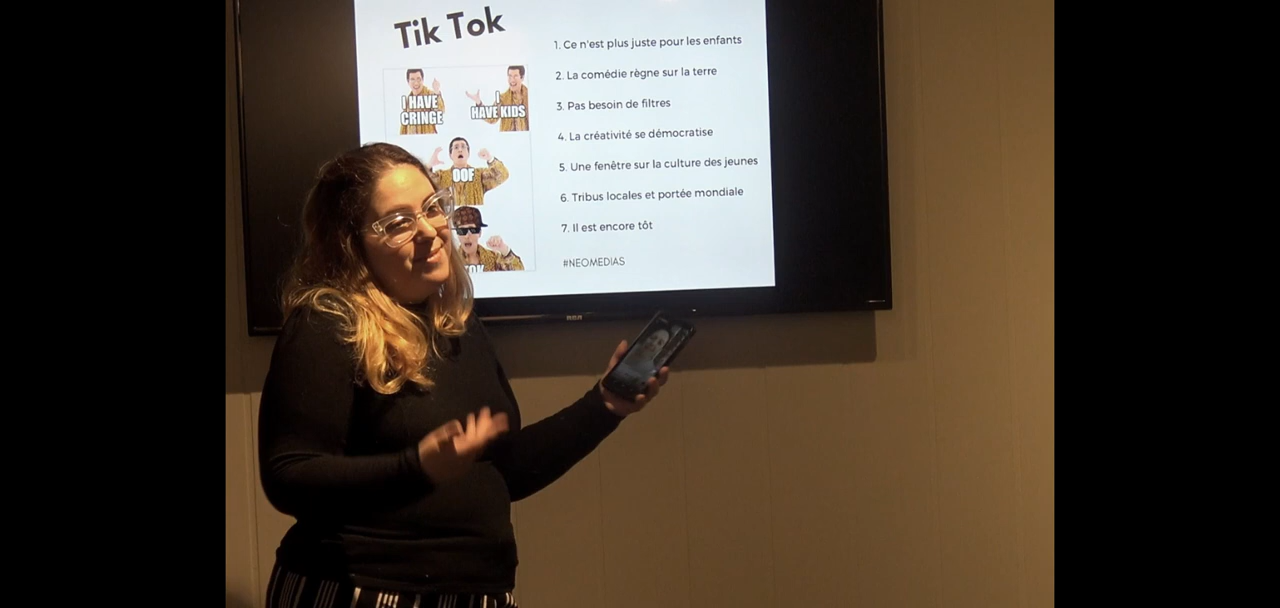 Tik Tok
I HAVE
CRINGE
I
HAVE KIDS
OOF
1. Ce n'est plus juste pour les enfants
2. La comédie règne sur la terre
3. Pas besoin de filtres
4. La créativité se démocratise
5. Une fenêtre sur la culture des jeunes
6. Tribus locales et portée mondiale
7. Il est encore tôt
#NEOMEDIAS
RCA